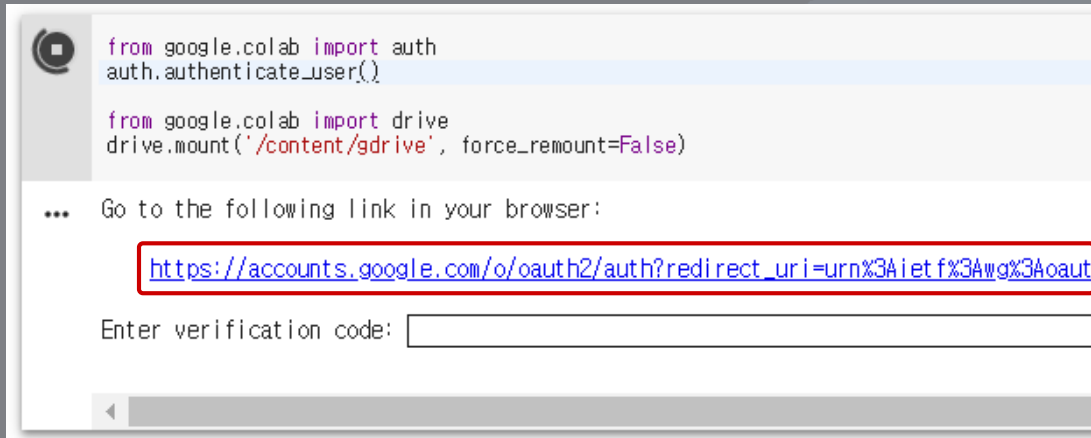 from google.colab import auth
auth.authenticate_user()
from google.colab import drive
drive.mount('/content/gdrive', force_remount=False)
... Go to the following link in your browser:
https://accounts.google.com/o/oauth2/auth?redirect_uri=urn%3Aietf%3Awg%3Aoaut
Enter verification code: